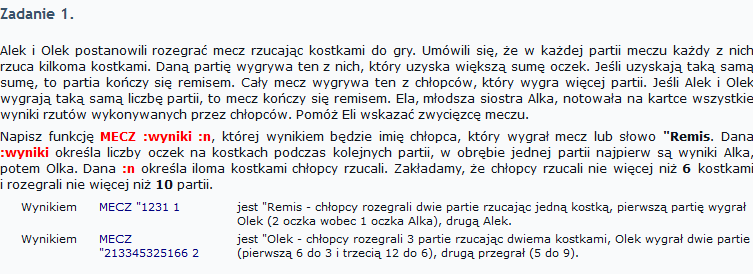 Zadanie 1.
Alek i Olek postanowili rozegrać mecz rzucając kostkami do gry. Umówili się, że w każdej partii meczu każdy z nich
rzuca kilkoma kostkami. Daną partię wygrywa ten z nich, który uzyska większą sumę oczek. Jeśli uzyskają taką samą
sumę, to partia kończy się remisem. Cały mecz wygrywa ten z chłopców, który wygra więcej partii. Jeśli Alek i Olek
wygrają taką samą liczbę partii, to mecz kończy się remisem. Ela, młodsza siostra Alka, notowała na kartce wszystkie
wyniki rzutów wykonywanych przez chłopców. Pomóż Eli wskazać zwycięzcę meczu.
Napisz funkcję MECZ :wyniki :n, której wynikiem będzie imię chłopca, który wygrał mecz lub słowo "Remis. Dana
:wyniki określa liczby oczek na kostkach podczas kolejnych partii, w obrębie jednej partii najpierw są wyniki Alka,
potem Olka. Dana :n określa iloma kostkami chłopcy rzucali. Zakładamy, że chłopcy rzucali nie więcej niż 6 kostkami
i rozegrali nie więcej niż 10 partii.
Wynikiem MECZ "1231 1 jest "Remis - chłopcy rozegrali dwie partie rzucając jedną kostką, pierwszą partię wygrał
Olek (2 oczka wobec 1 oczka Alka), drugą Alek.
Wynikiem MECZ jest "Olek - chłopcy rozegrali 3 partie rzucając dwiema kostkami, Olek wygrał dwie partie
"213345325166 2 (pierwszą 6 do 3 i trzecią 12 do 6), drugą przegrał (5 do 9).